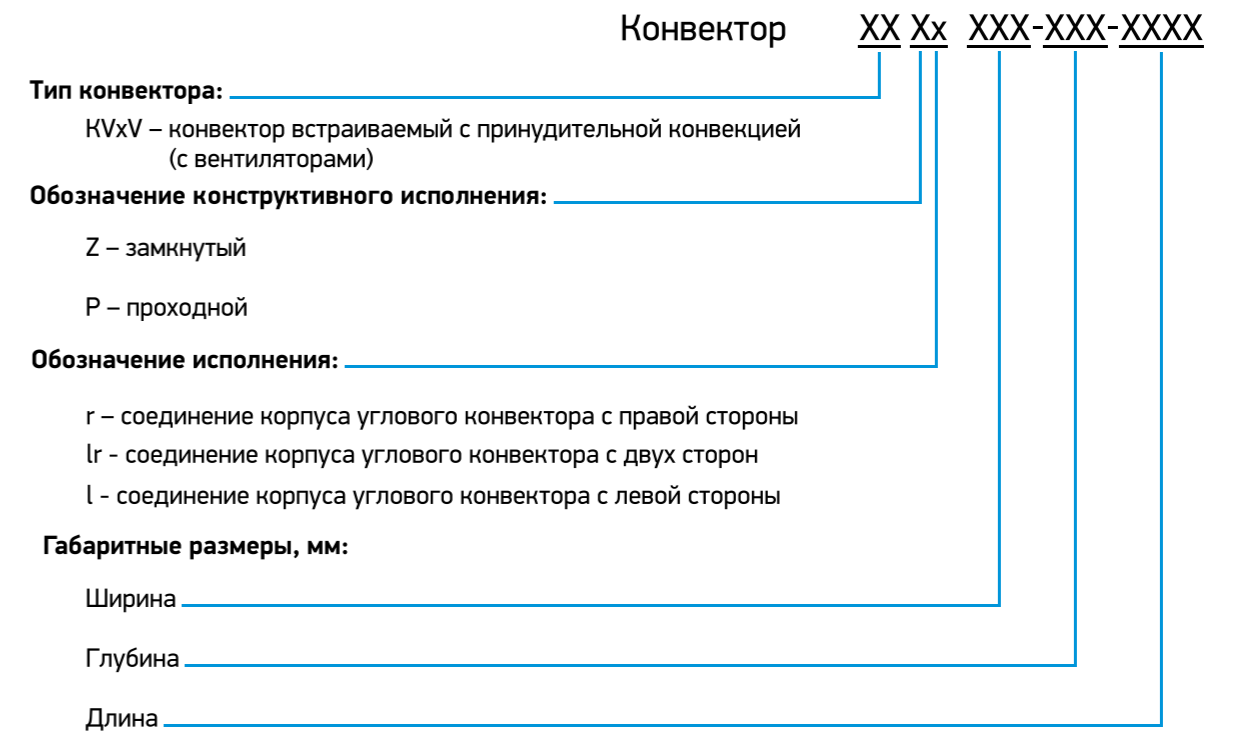 Конвектор XX Xx XXX-XXX-XXXX
Тип конвектора:
KVxV – конвектор встраиваемый с принудительной конвекцией
(с вентиляторами)
Обозначение конструктивного исполнения:
Z – замкнутый
P – проходной
Обозначение исполнения:
r – соединение корпуса углового конвектора с правой стороны
lr - соединение корпуса углового конвектора с двух сторон
l - соединение корпуса углового конвектора с левой стороны
Габаритные размеры, мм:
Ширина
Глубина
Длина